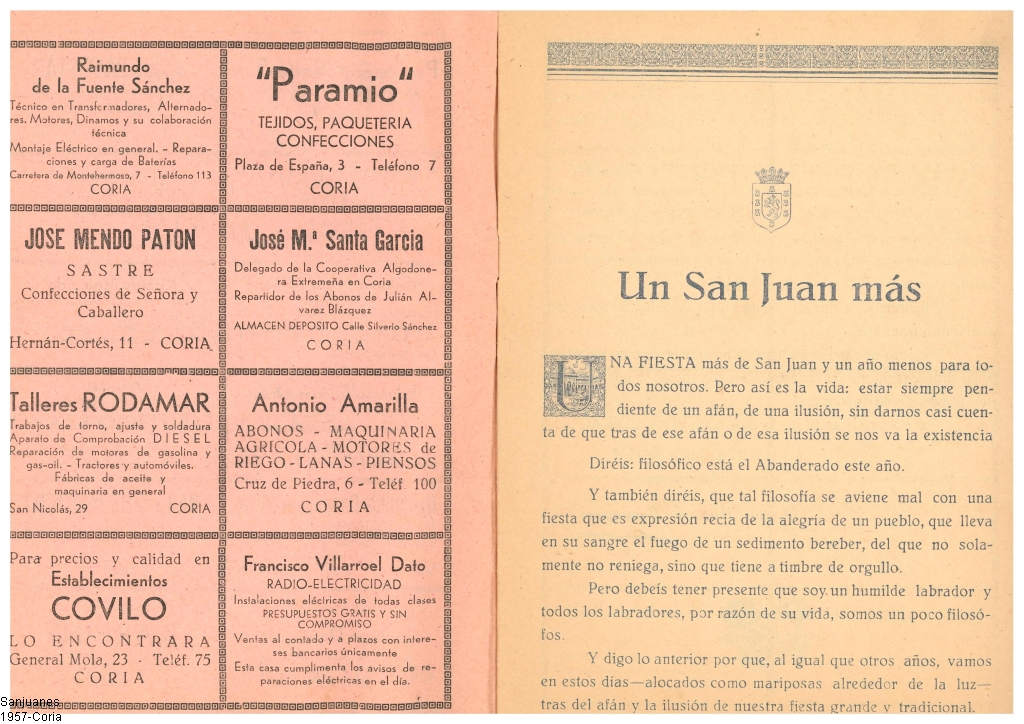 Raimundo
de la Fuente Sánchez
Técnico en Transformadores, Alternado-
res, Motores, Dinamos y su colaboración
técnica
Montaje Eléctrico en general. - Repara-
ciones y carga de Baterías
Carretera de Montehermoso, 7 - Teléfono 113
CORIA
"Paramio"
TEJIDOS, PAQUETERIA
CONFECCIONES
Plaza de España, 3 - Teléfono 7
CORIA
JOSE MENDO PATON
SASTRE
Confecciones de Señora y
Caballero
Hernán-Cortés, 11 - CORIA
José M.ª Santa Garcia
Delegado de la Cooperativa Algodone-
ra Extremeña en Coria
Repartidor de los Abonos de Julián Al-
varez Blázquez
ALMACEN DEPOSITO Calle Silverio Sánchez
CORIA
Talleres RODAMAR
Trabajos de torno, ajuste y soldadura
Aparato de Comprobación DIESEL
Reparación de motores de gasolina y
gas-oil. - Tractores y automóviles.
Fábricas de aceite y
maquinaria en general
San Nicolás, 29 CORIA
Antonio Amarilla
ABONOS - MAQUINARIA
AGRICOLA - MOTORES de
RIEGO - LANAS - PIENSOS
Cruz de Piedra, 6 - Teléf. 100
CORIA
Para precios y calidad en
Establecimientos
COVILO
LO ENCONTRARA
General Mola, 23 - Teléf. 75
CORIA
Francisco Villarroel Dato
RADIO-ELECTRICIDAD
Instalaciones eléctricas de todas clases
PRESUPUESTOS GRATIS Y SIN
COMPROMISO
Ventas al contado y a plazos con intere-
ses bancarios únicamente
Esta casa cumplimenta los avisos de re-
paraciones eléctricas en el día.
Un San Juan más
UNA FIESTA más de San Juan y un año menos para to-
dos nosotros. Pero así es la vida: estar siempre pen-
diente de un afán, de una ilusión, sin darnos casi cuen-
ta de que tras de ese afán o de esa ilusión se nos va la existencia
Diréis: filosófico está el Abanderado este año.
Y también diréis, que tal filosofía se aviene mal con una
fiesta que es expresión recia de la alegría de un pueblo, que lleva
en su sangre el fuego de un sedimento bereber, del que no sola-
mente no reniega, sino que tiene a timbre de orgullo.
Pero debeís tener presente que soy un humilde labrador y
todos los labradores, por razón de su vida, somos un poco filosó-
fos.
Y digo lo anterior por que, al igual que otros años, vamos
en estos días—alocados como mariposas alrededor de la luz—
tras del afán y la ilusión de nuestra fiesta grande y tradicional.
Sanjuanes
1957-Coria